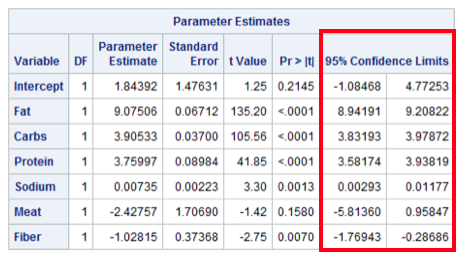 Parameter Estimates
Variable DF Parameter Estimate Standard Error t Value Pr > |t| 95% Confidence Limits
Intercept 1 1.84392 1.47631 1.25 0.2145 -1.08468 4.77253
Fat 1 9.07506 0.06712 135.20 <.0001 8.94191 9.20822
Carbs 1 3.90533 0.03700 105.56 <.0001 3.83193 3.97872
Protein 1 3.75997 0.08984 41.85 <.0001 3.58174 3.93819
Sodium 1 0.00735 0.00223 3.30 0.0013 0.00293 0.01177
Meat 1 -2.42757 1.70690 -1.42 0.1580 -5.81360 0.95847
Fiber 1 -1.02815 0.37368 -2.75 0.0070 -1.76943 -0.28686